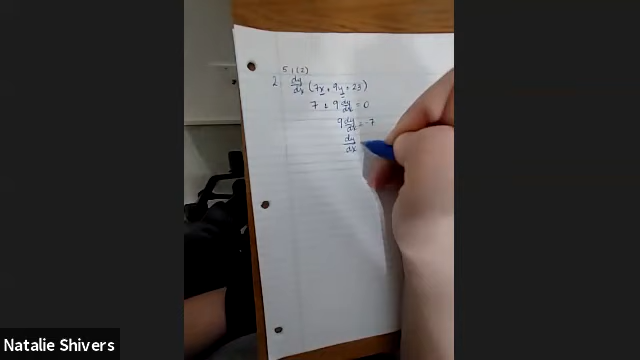 5.1(2)
2 dy/dx (7x + 9y = 23)
7 + 9 dy/dx = 0
9 dy/dx = -7
dy/dx
Natalie Shivers